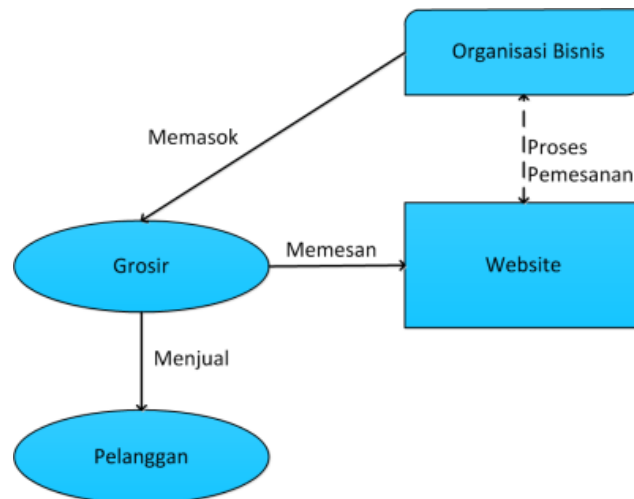 Organisasi Bisnis
Memasok
Proses
Pemesanan
Grosir
Memesan
Website
Menjual
Pelanggan